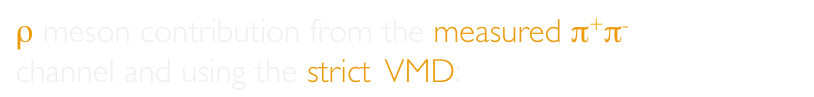 ρ meson contribution from the measured π⁺π⁻
channel and using the strict VMD: